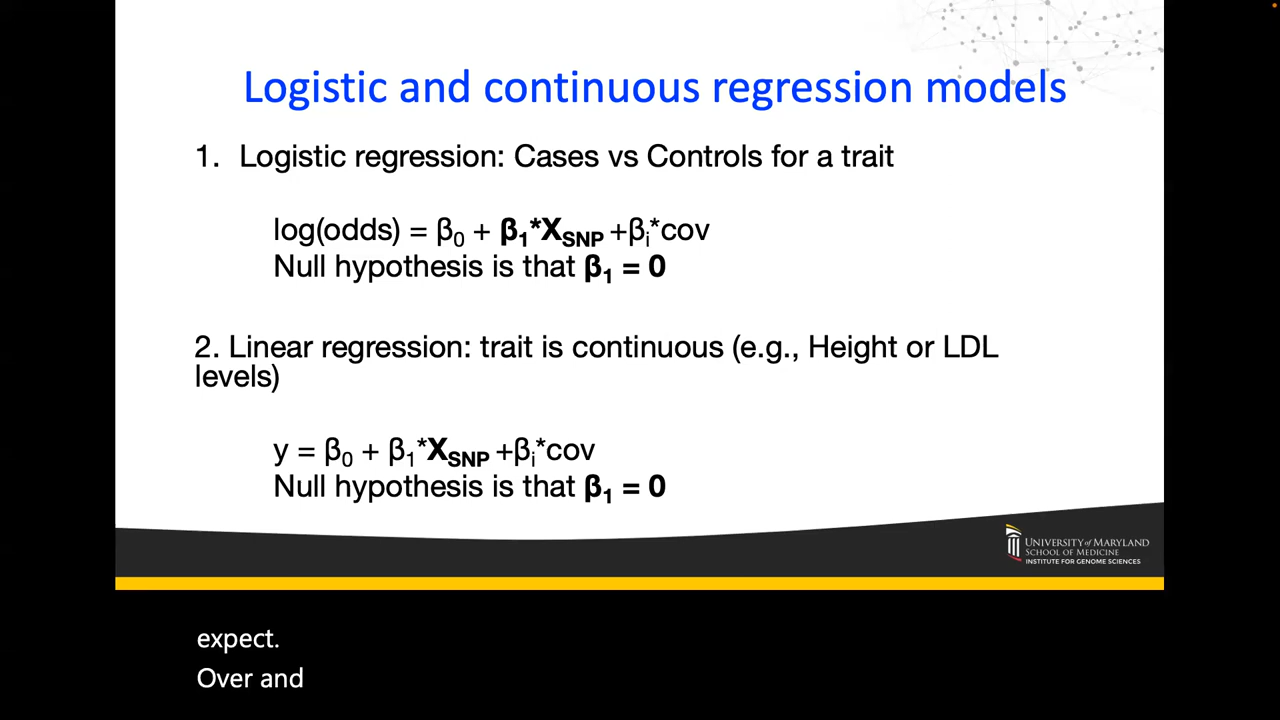 Logistic and continuous regression models
1. Logistic regression: Cases vs Controls for a trait
log(odds) = β₀ + β₁*X_SNP +βᵢ*cov
Null hypothesis is that β₁ = 0
2. Linear regression: trait is continuous (e.g., Height or LDL
levels)
y = β₀ + β₁*X_SNP +βᵢ*cov
Null hypothesis is that β₁ = 0
UNIVERSITY of MARYLAND
SCHOOL OF MEDICINE
INSTITUTE FOR GENOME SCIENCES
expect.
Over and